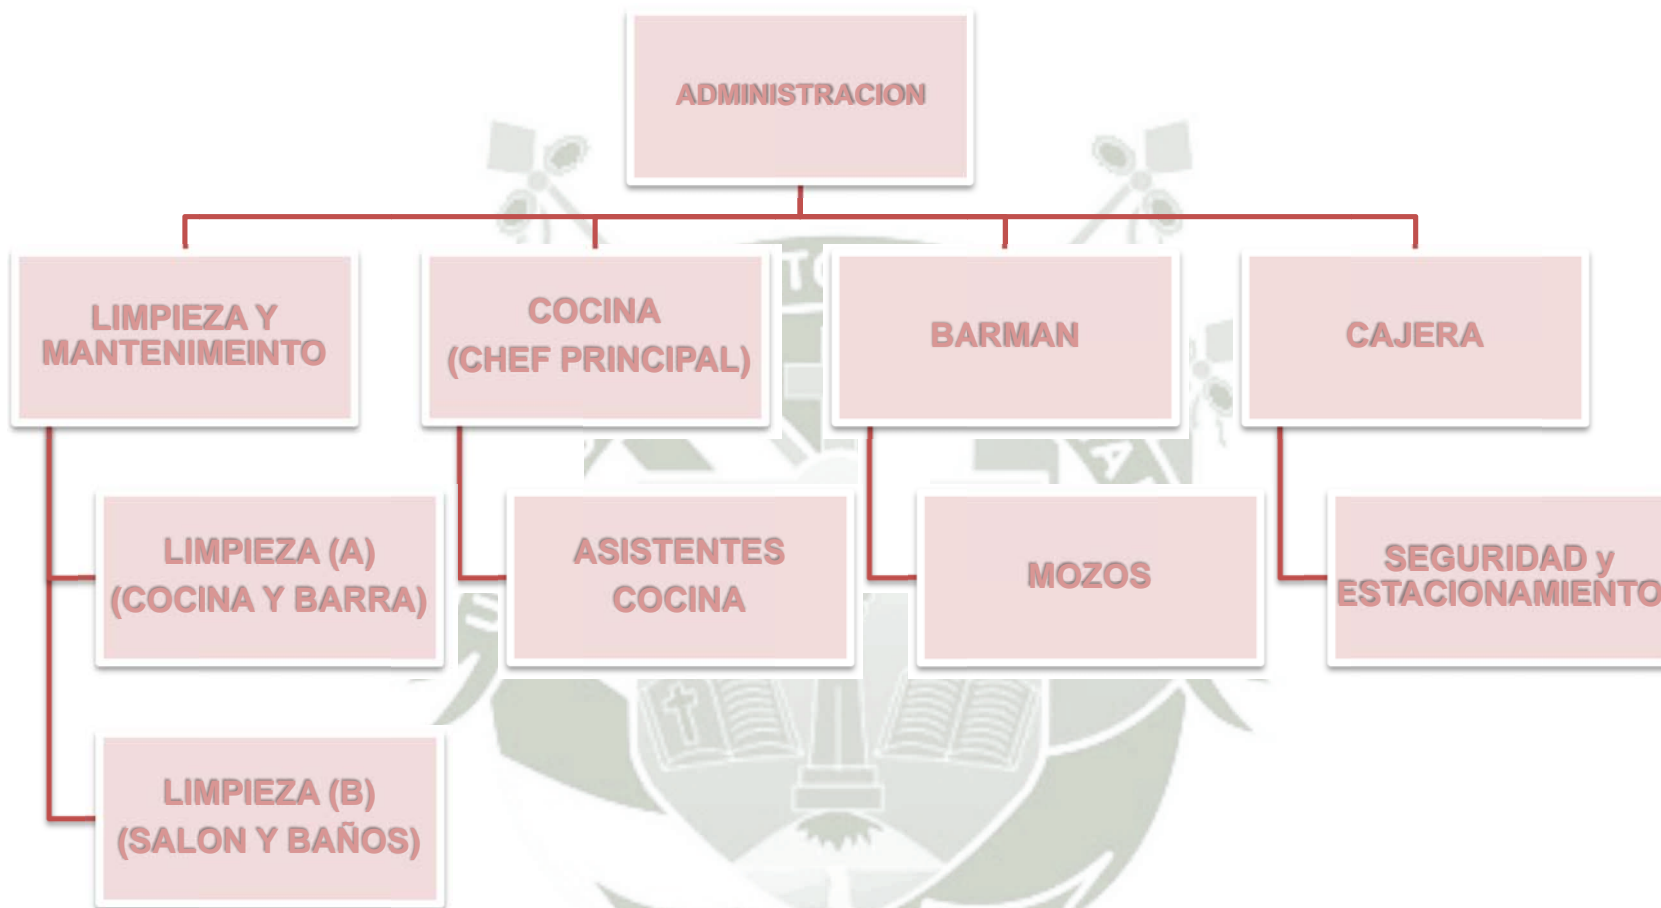 ADMINISTRACION
LIMPIEZA Y
MANTENIMEINTO
COCINA
(CHEF PRINCIPAL)
BARMAN
CAJERA
LIMPIEZA (A)
(COCINA Y BARRA)
ASISTENTES
COCINA
MOZOS
SEGURIDAD y
ESTACIONAMIENTO
LIMPIEZA (B)
(SALON Y BAÑOS)